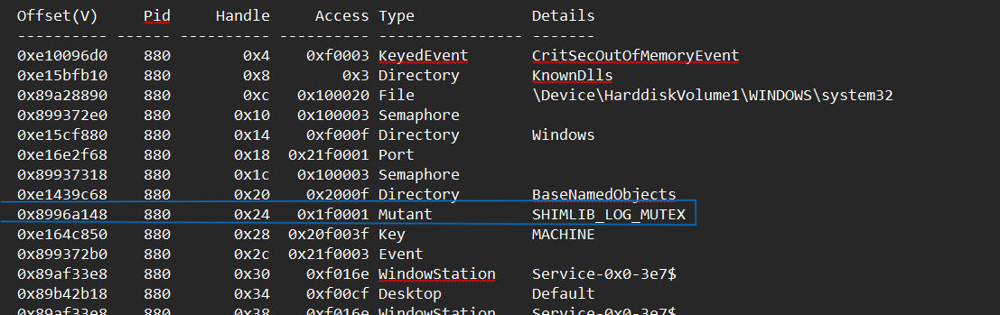 Offset(V) Pid Handle Access Type Details
---------- ------ ---------- ---------- ---------------- -------
0xe10096d0 880 0x4 0xf0003 KeyedEvent CritSecOutOfMemoryEvent
0xe15bfb10 880 0x8 0x3 Directory KnownDlls
0x89a28890 880 0xc 0x100020 File \Device\HarddiskVolume1\WINDOWS\system32
0x899372e0 880 0x10 0x100003 Semaphore
0xe15cf880 880 0x14 0xf000f Directory Windows
0xe16e2f68 880 0x18 0x21f0001 Port
0x89937318 880 0x1c 0x100003 Semaphore
0xe1439c68 880 0x20 0x2000f Directory BaseNamedObjects
0x8996a148 880 0x24 0x1f0001 Mutant SHIMLIB_LOG_MUTEX
0xe164c850 880 0x28 0x20f003f Key MACHINE
0x899372b0 880 0x2c 0x21f0003 Event
0x89af33e8 880 0x30 0xf016e WindowStation Service-0x0-3e7$
0x89b42b18 880 0x34 0xf00cf Desktop Default
0x89af33e8 880 0x38 0xf016e WindowStation Service-0x0-3e7$